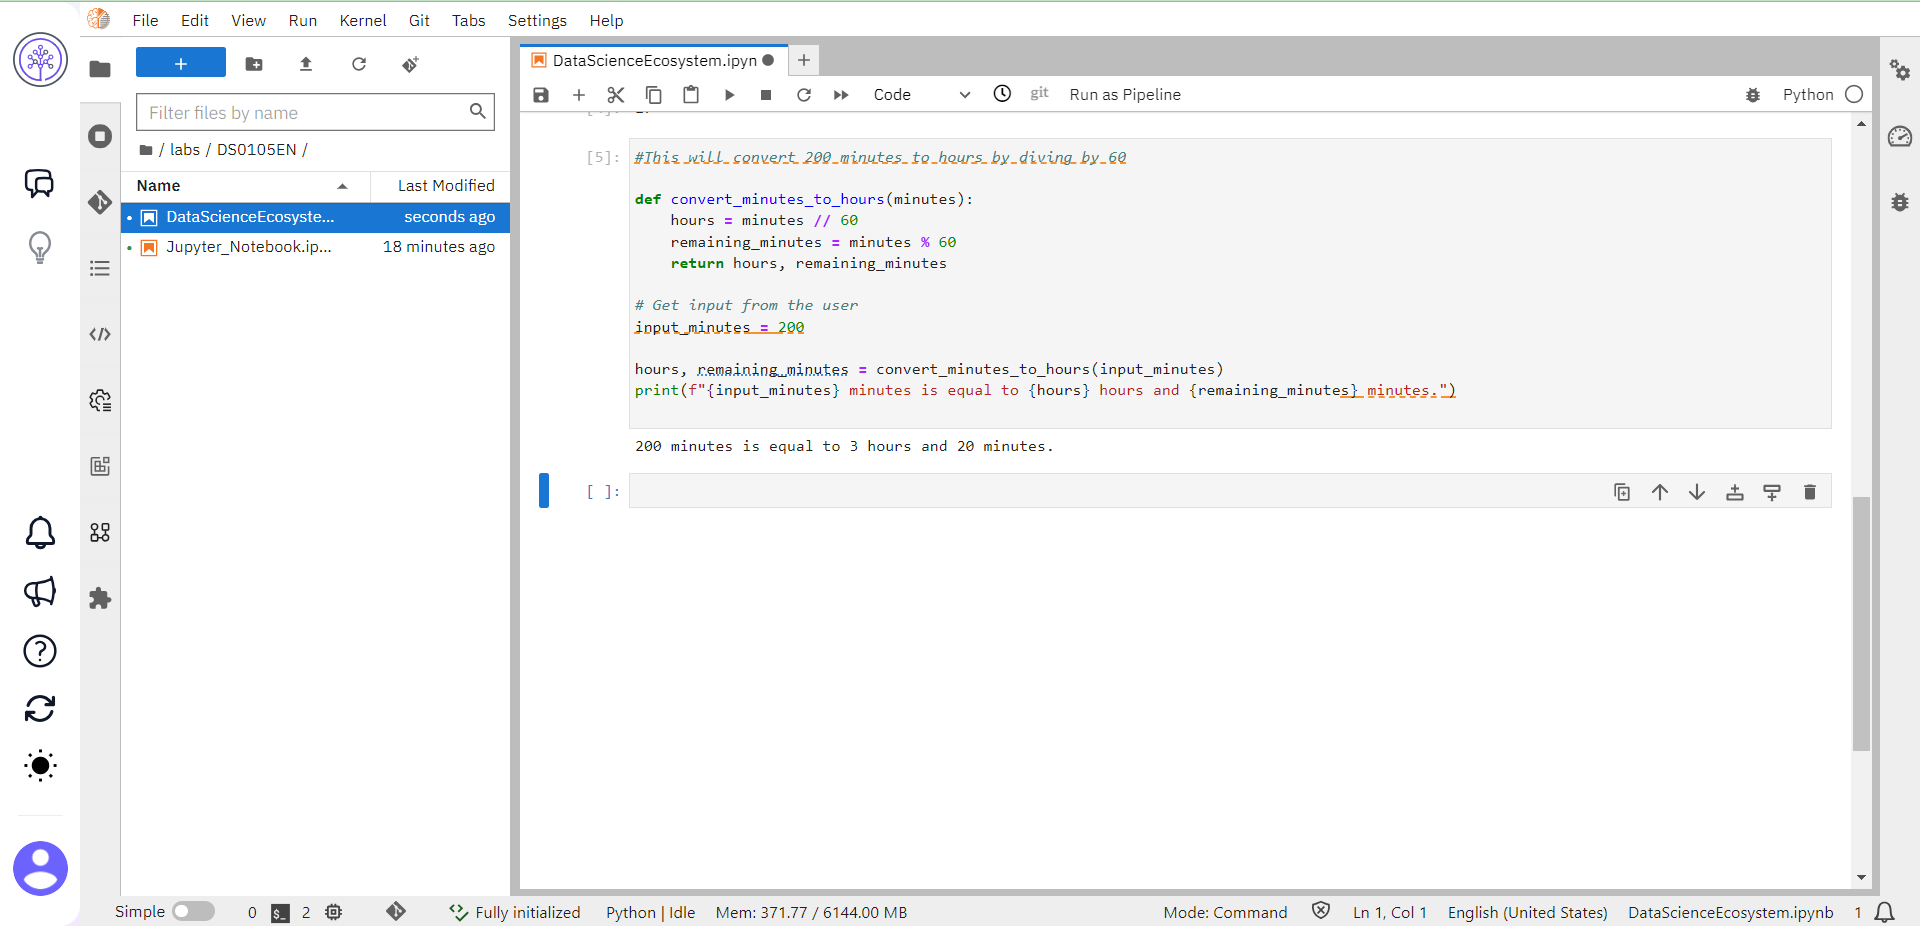 File Edit View Run Kernel Git Tabs Settings Help
+
Filter files by name
/ labs / DS0105EN /
Name Last Modified
DataScienceEcosyste... seconds ago
Jupyter_Notebook.ip... 18 minutes ago
DataScienceEcosystem.ipyn
Code git Run as Pipeline Python
[5]: #This will convert 200 minutes to hours by diving by 60
def convert_minutes_to_hours(minutes):
hours = minutes // 60
remaining_minutes = minutes % 60
return hours, remaining_minutes
# Get input from the user
input_minutes = 200
hours, remaining_minutes = convert_minutes_to_hours(input_minutes)
print(f"{input_minutes} minutes is equal to {hours} hours and {remaining_minutes} minutes.")
200 minutes is equal to 3 hours and 20 minutes.
[ ]:
Simple 0 $_ 2 Fully initialized Python | Idle Mem: 371.77 / 6144.00 MB Mode: Command Ln 1, Col 1 English (United States) DataScienceEcosystem.ipynb 1